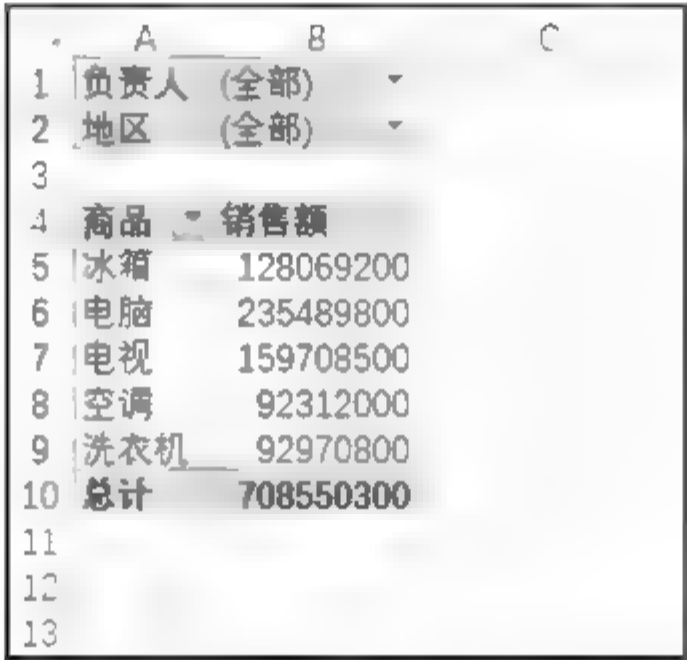 A B C
1 负责人 (全部)
2 地区 (全部)
3
4 商品 销售额
5 冰箱 128069200
6 电脑 235489800
7 电视 159708500
8 空调 92312000
9 洗衣机 92970800
10 总计 708550300
11
12
13